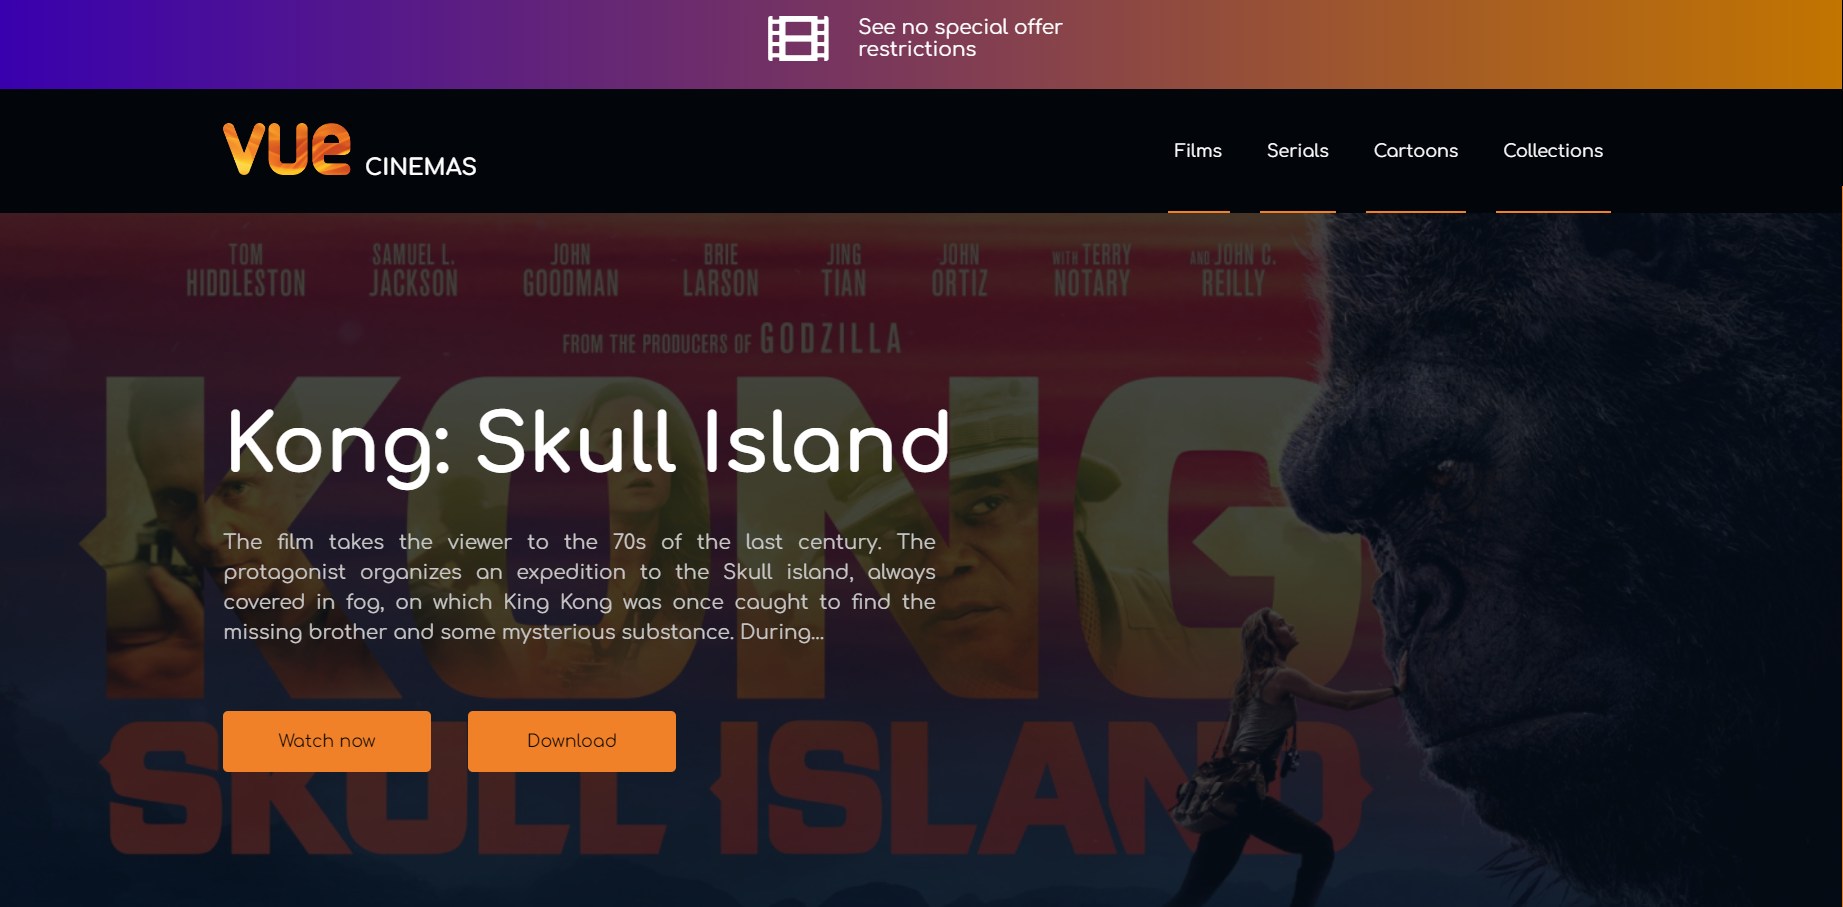 See no special offer
restrictions
vue CINEMAS
Films Serials Cartoons Collections
TOM HIDDLESTON
SAMUEL L. JACKSON
JOHN GOODMAN
BRIE LARSON
JING TIAN
JOHN ORTIZ
WITH TERRY NOTARY
AND JOHN C. REILLY
FROM THE PRODUCERS OF GODZILLA
KONG
Kong: Skull Island
The film takes the viewer to the 70s of the last century. The
protagonist organizes an expedition to the Skull island, always
covered in fog, on which King Kong was once caught to find the
missing brother and some mysterious substance. During...
Watch now Download
SKULL ISLAND